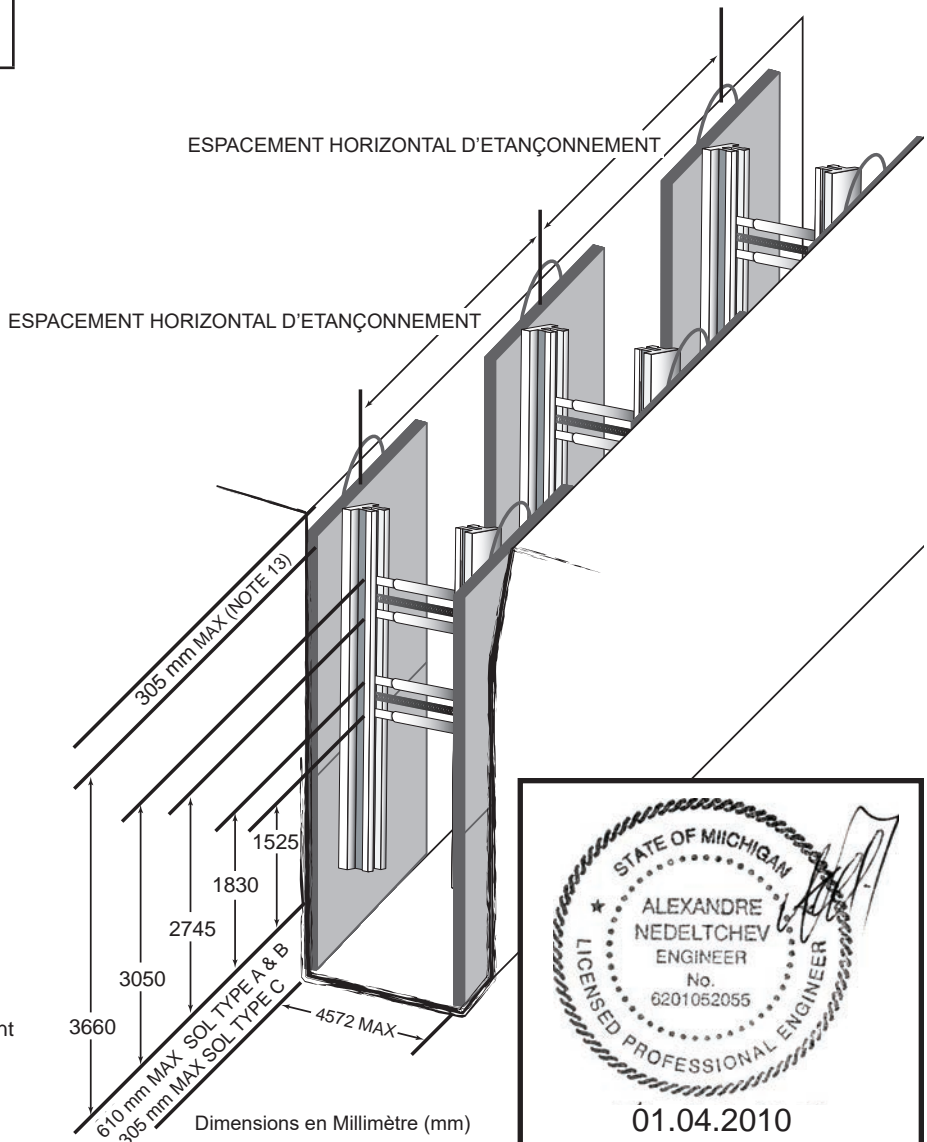 ESPACEMENT HORIZONTAL D'ETANÇONNEMENT
ESPACEMENT HORIZONTAL D'ETANÇONNEMENT
305 mm MAX (NOTE 13)
1525
1830
2745
3050
3660
nt
610 mm MAX SOL TYPE A & B
305 mm MAX SOL TYPE C
4572 MAX
Dimensions en Millimètre (mm)
STATE OF MIICHIGAN
ALEXANDRE
NEDELTCHEV
ENGINEER
No.
6201052055
LICENSED PROFESSIONAL ENGINEER
01.04.2010